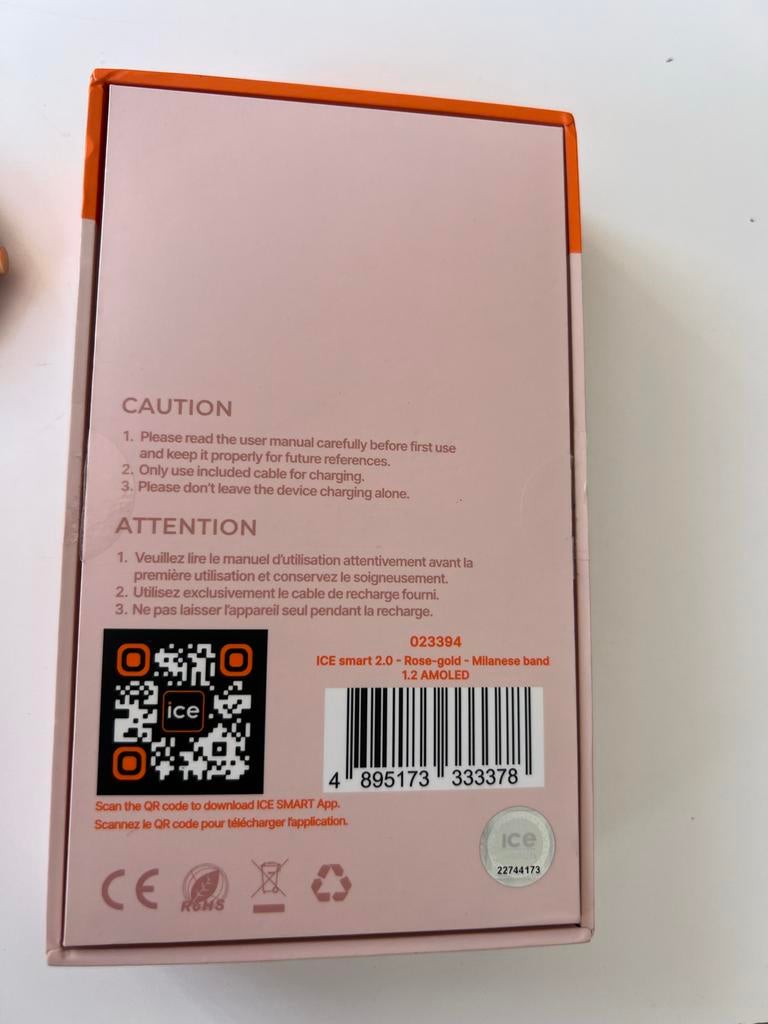 CAUTION
1. Please read the user manual carefully before first use
and keep it properly for future references.
2. Only use included cable for charging.
3. Please don't leave the device charging alone.
ATTENTION
1. Veuillez lire le manuel d'utilisation attentivement avant la
première utilisation et conservez le soigneusement.
2. Utilisez exclusivement le cable de recharge fourni.
3. Ne pas laisser l'appareil seul pendant la recharge.
ice
023394
ICE smart 2.0 - Rose-gold - Milanese band
1.2 AMOLED
4 895173 333378
Scan the QR code to download ICE SMART App.
Scannez le QR code pour télécharger l'application.
ice
22744173
CE
RoHS